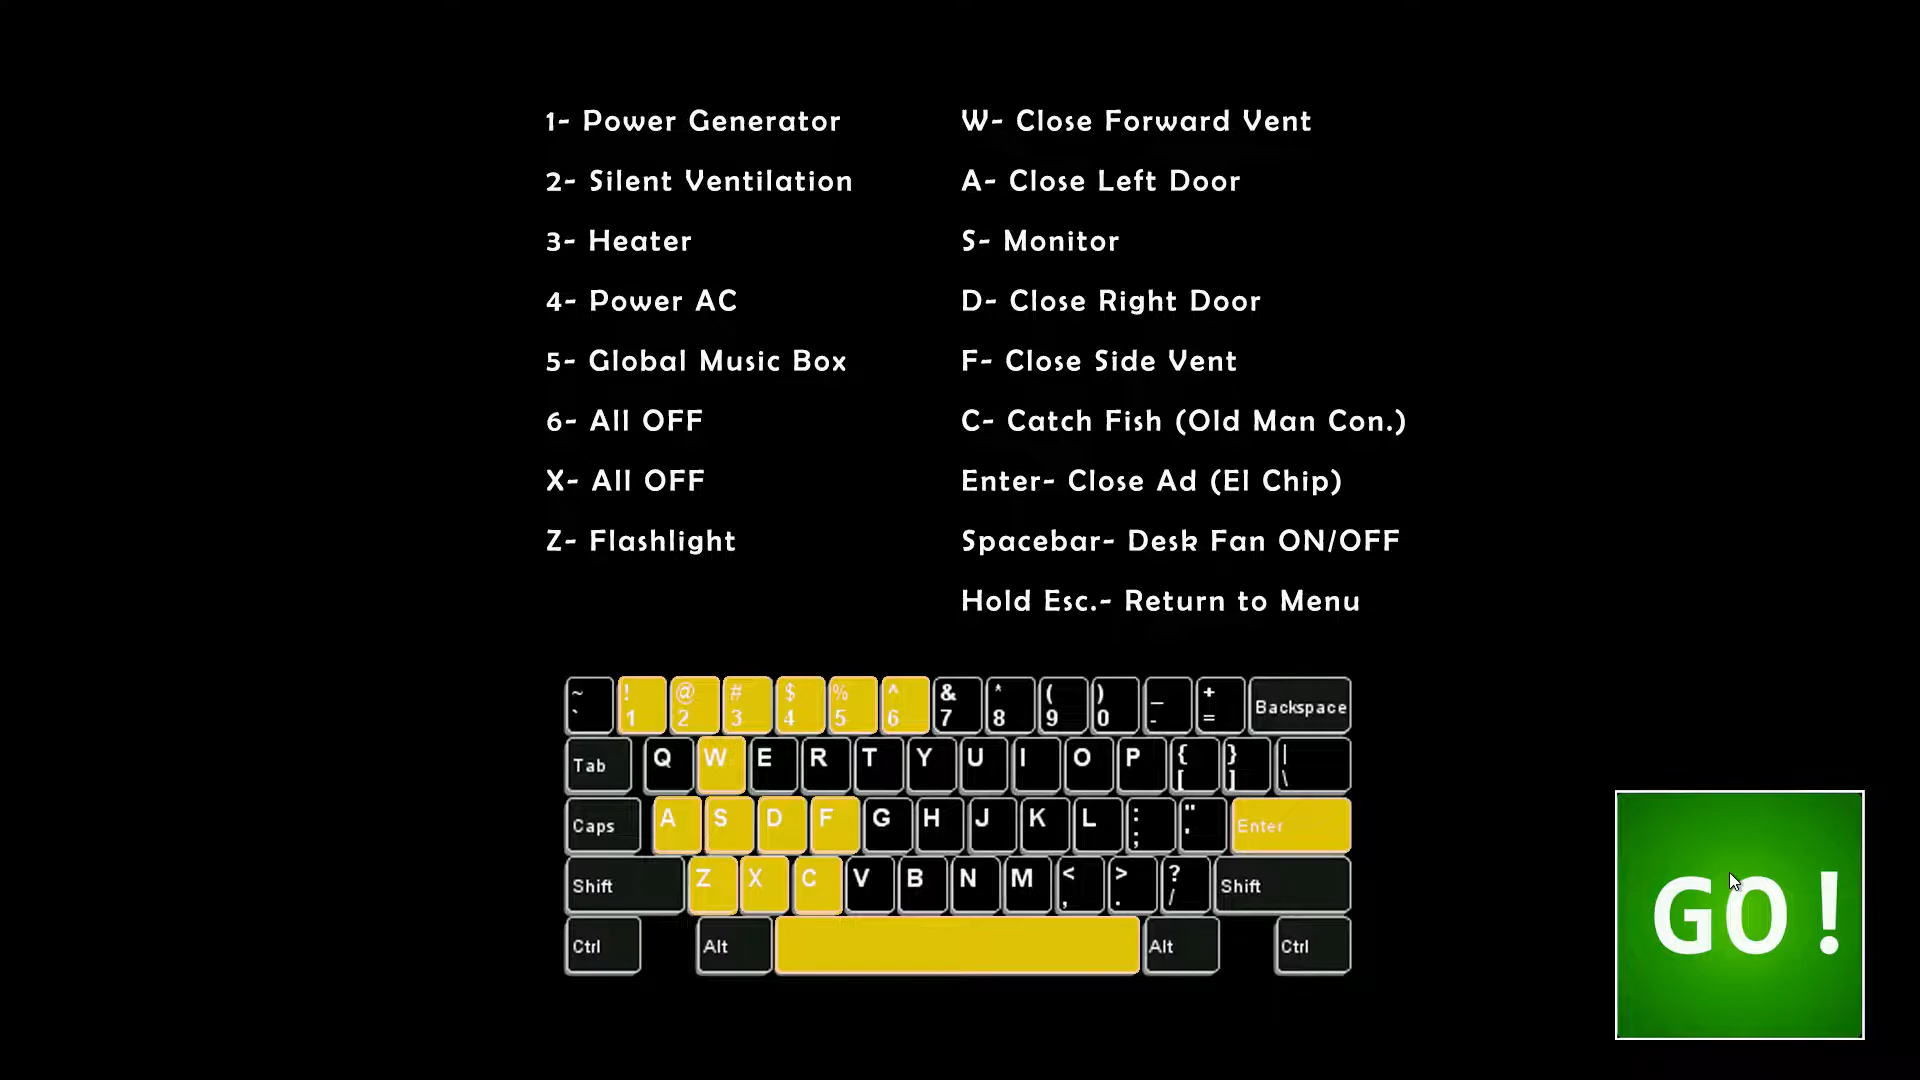 1- Power Generator
2- Silent Ventilation
3- Heater
4- Power AC
5- Global Music Box
6- All OFF
X- All OFF
Z- Flashlight
W- Close Forward Vent
A- Close Left Door
S- Monitor
D- Close Right Door
F- Close Side Vent
C- Catch Fish (Old Man Con.)
Enter- Close Ad (El Chip)
Spacebar- Desk Fan ON/OFF
Hold Esc.- Return to Menu
~ ! @ # $ % ^ & * ( ) _ + Backspace
` 1 2 3 4 5 6 7 8 9 0 - =
Tab Q W E R T Y U I O P { } |
[ ] \
Caps A S D F G H J K L : " Enter
; '
Shift Z X C V B N M < > ? Shift
, . /
Ctrl Alt Alt Ctrl
GO!